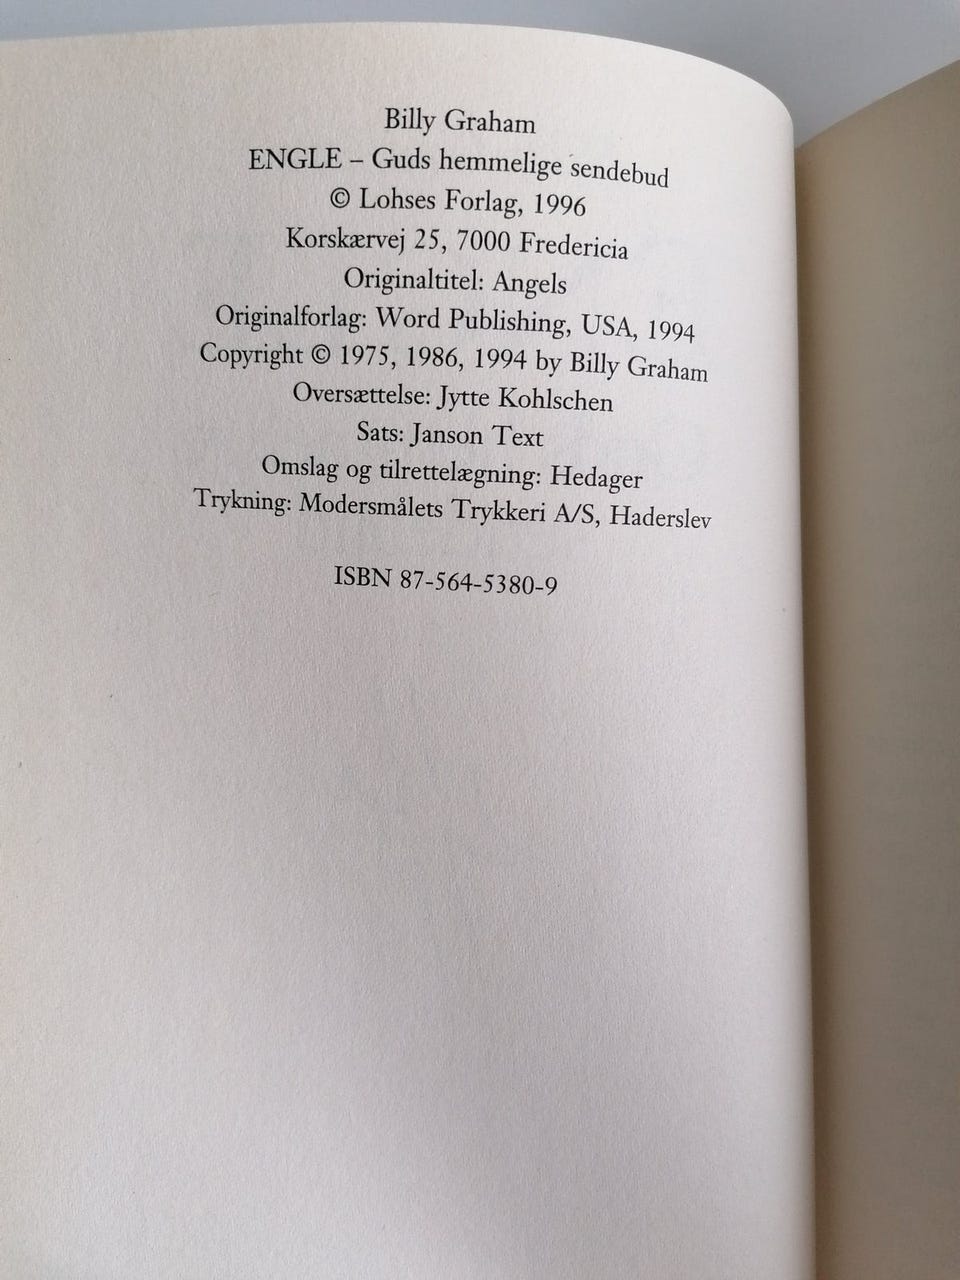 Billy Graham
ENGLE – Guds hemmelige sendebud
© Lohses Forlag, 1996
Korskærvej 25, 7000 Fredericia
Originaltitel: Angels
Originalforlag: Word Publishing, USA, 1994
Copyright © 1975, 1986, 1994 by Billy Graham
Oversættelse: Jytte Kohlschen
Sats: Janson Text
Omslag og tilrettelægning: Hedager
Trykning: Modersmålets Trykkeri A/S, Haderslev
ISBN 87-564-5380-9